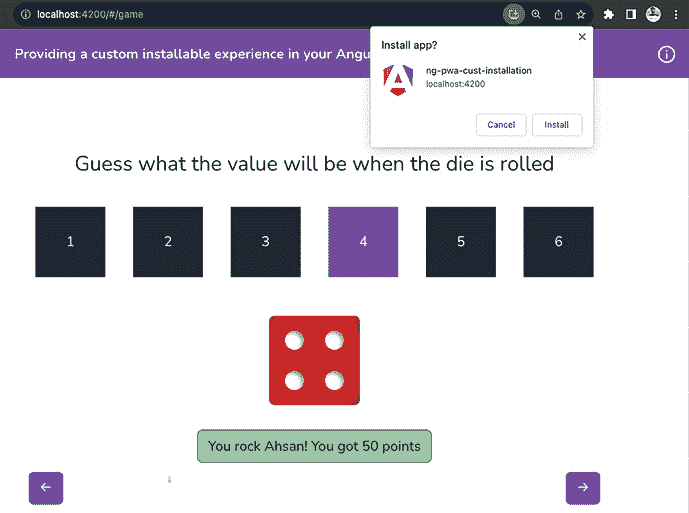 localhost:4200/#/game
Install app?
ng-pwa-cust-installation
localhost:4200
Cancel
Install
Providing a custom installable experience in your Angu
Guess what the value will be when the die is rolled
1
2
3
4
5
6
You rock Ahsan! You got 50 points